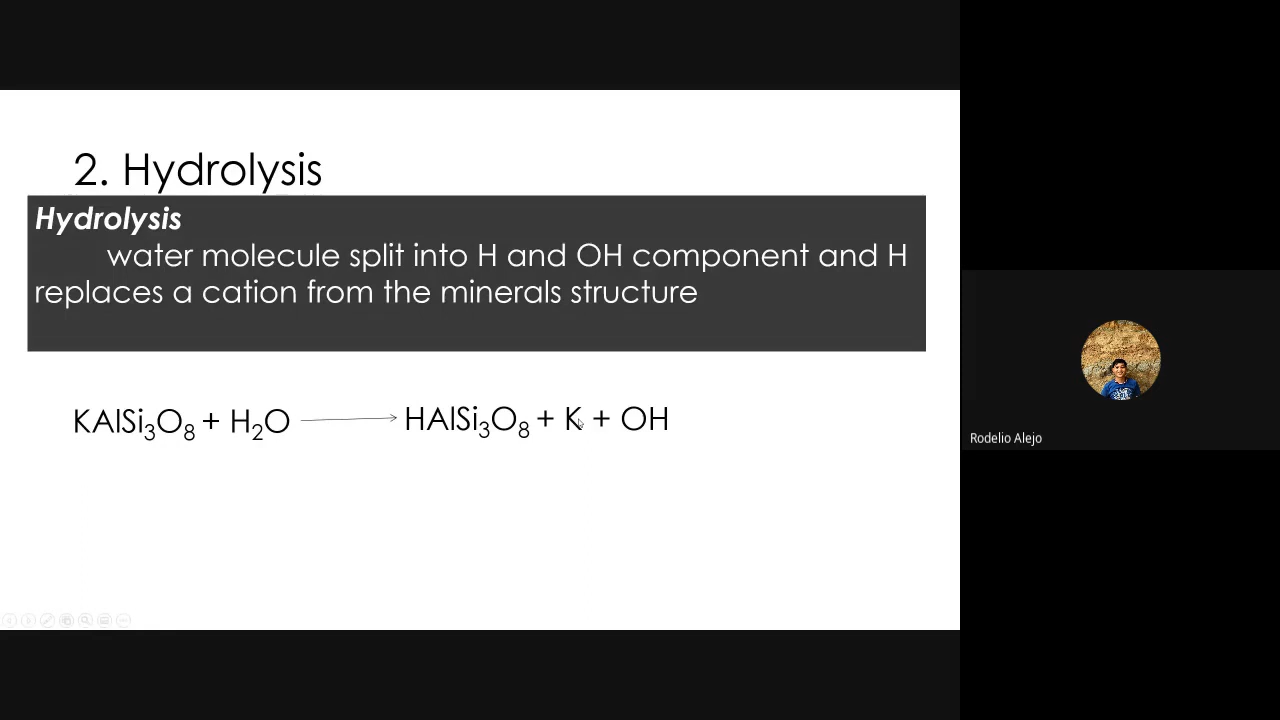 2. Hydrolysis
Hydrolysis
water molecule split into H and OH component and H
replaces a cation from the minerals structure
KAlSi₃O₈ + H₂O ⟶ HAlSi₃O₈ + K + OH
Rodelio Alejo